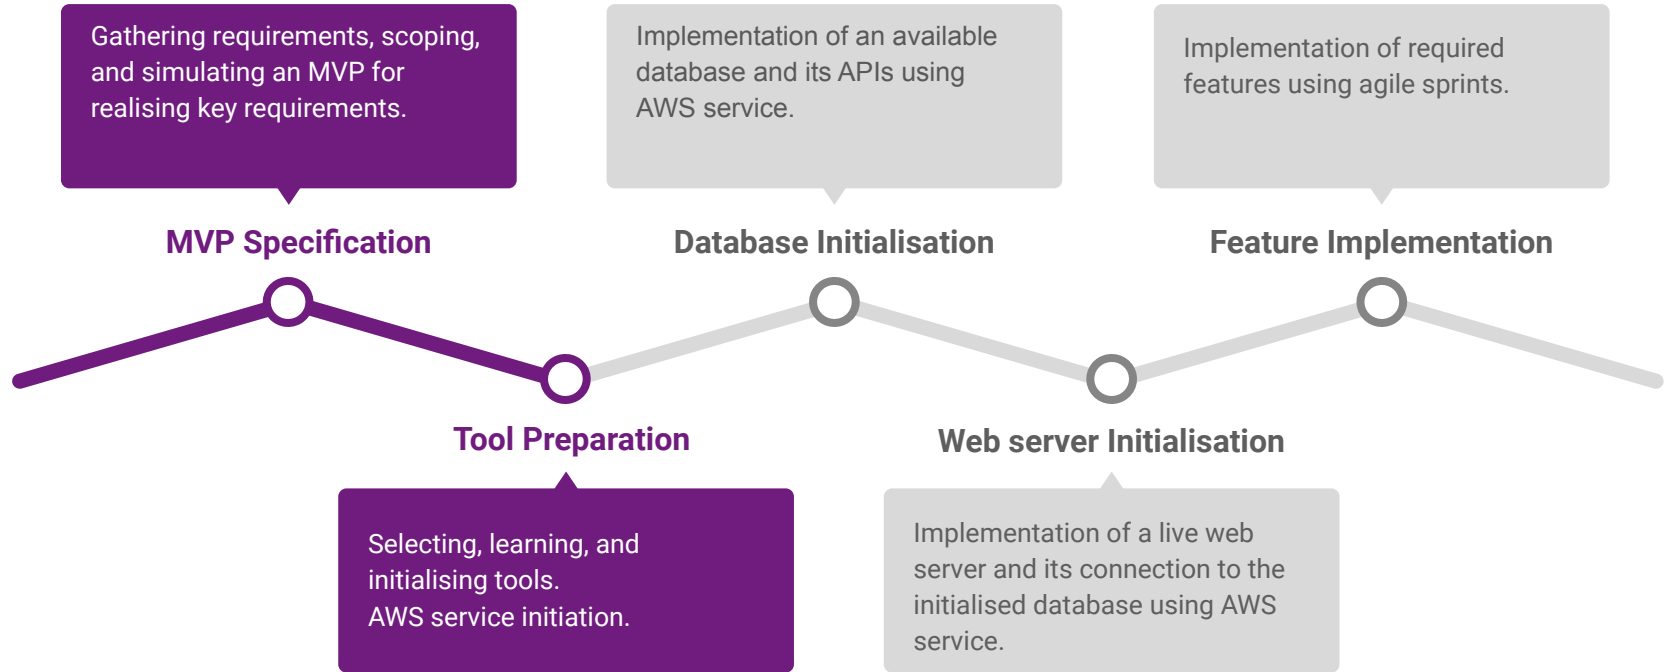 Gathering requirements, scoping,
and simulating an MVP for
realising key requirements.
MVP Specification
Implementation of an available
database and its APIs using
AWS service.
Database Initialisation
Implementation of required
features using agile sprints.
Feature Implementation
Tool Preparation
Selecting, learning, and
initialising tools.
AWS service initiation.
Web server Initialisation
Implementation of a live web
server and its connection to the
initialised database using AWS
service.